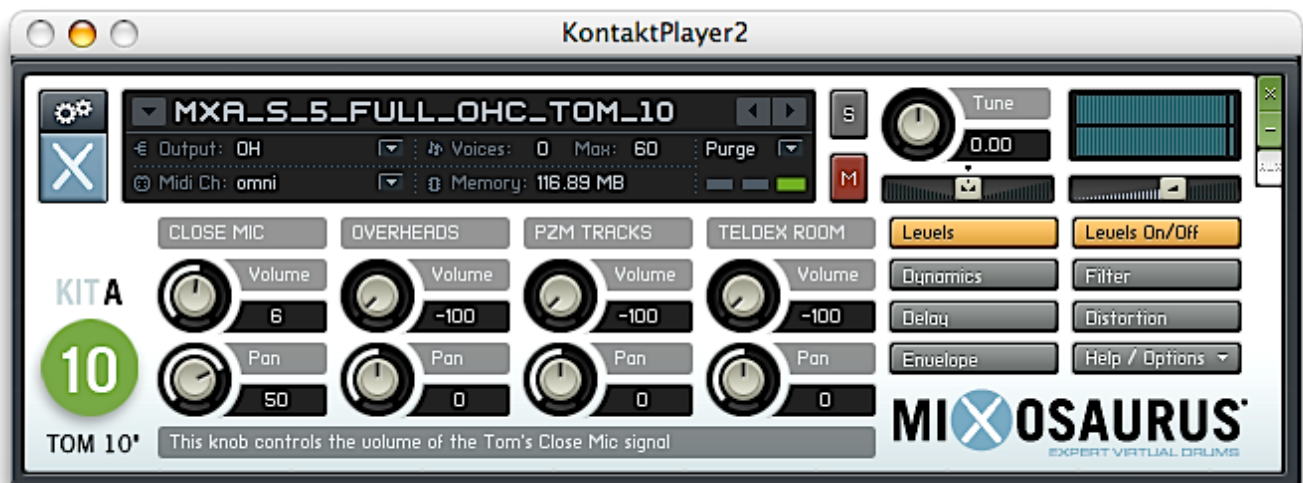 KontaktPlayer2
MXA_S_5_FULL_OHC_TOM_10
S
Tune
0.00
Output: OH
Voices: 0 Max: 60
Purge
Midi Ch: omni
Memory: 116.89 MB
M
CLOSE MIC
OVERHEADS
PZM TRACKS
TELDEX ROOM
Levels
Levels On/Off
Volume
Volume
Volume
Volume
Dynamics
Filter
6
-100
-100
-100
Delay
Distortion
Pan
Pan
Pan
Pan
Envelope
Help / Options
50
0
0
0
KIT A
10
TOM 10"
This knob controls the volume of the Tom's Close Mic signal
MIXOSAURUS
EXPERT VIRTUAL DRUMS